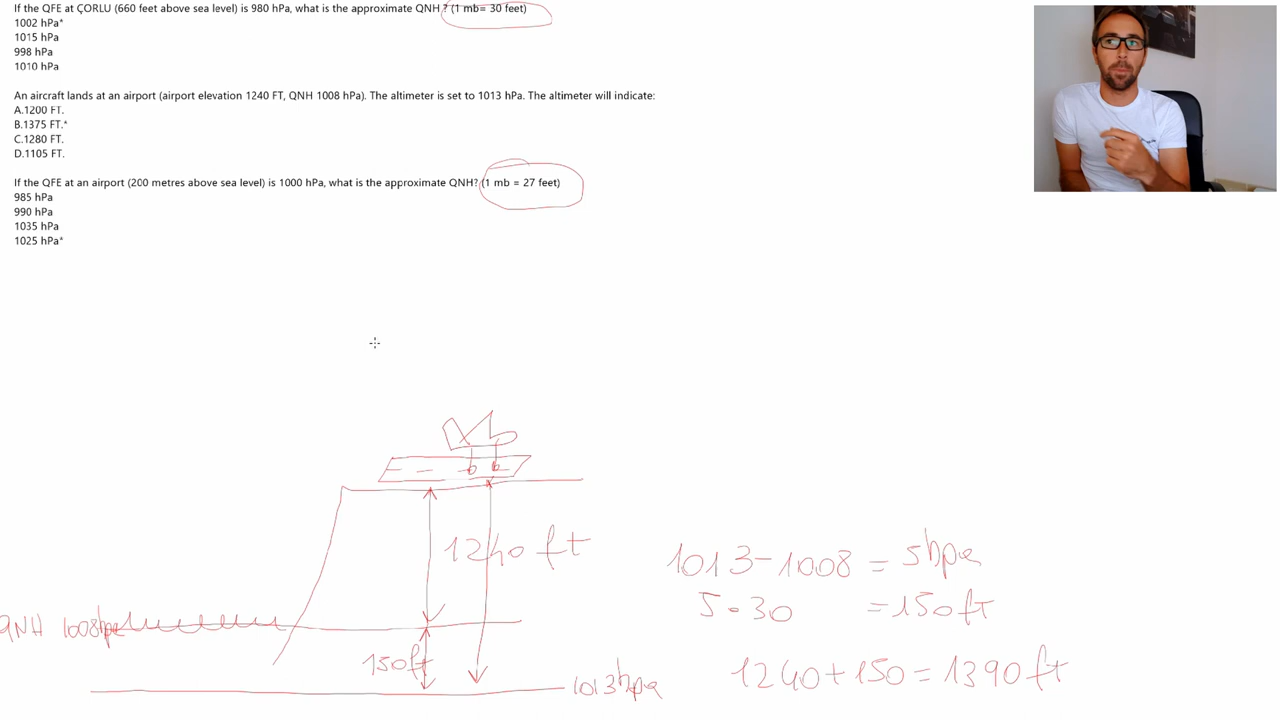 If the QFE at ÇORLU (660 feet above sea level) is 980 hPa, what is the approximate QNH ? (1 mb= 30 feet)
1002 hPa*
1015 hPa
998 hPa
1010 hPa
An aircraft lands at an airport (airport elevation 1240 FT, QNH 1008 hPa). The altimeter is set to 1013 hPa. The altimeter will indicate:
A.1200 FT.
B.1375 FT.*
C.1280 FT.
D.1105 FT.
If the QFE at an airport (200 metres above sea level) is 1000 hPa, what is the approximate QNH? (1 mb = 27 feet)
985 hPa
990 hPa
1035 hPa
1025 hPa*
1240 ft
1013-1008 = 5hpa
5·30 =150ft
QNH 1008hpa
150ft
1240+150=1390ft
1013hpa